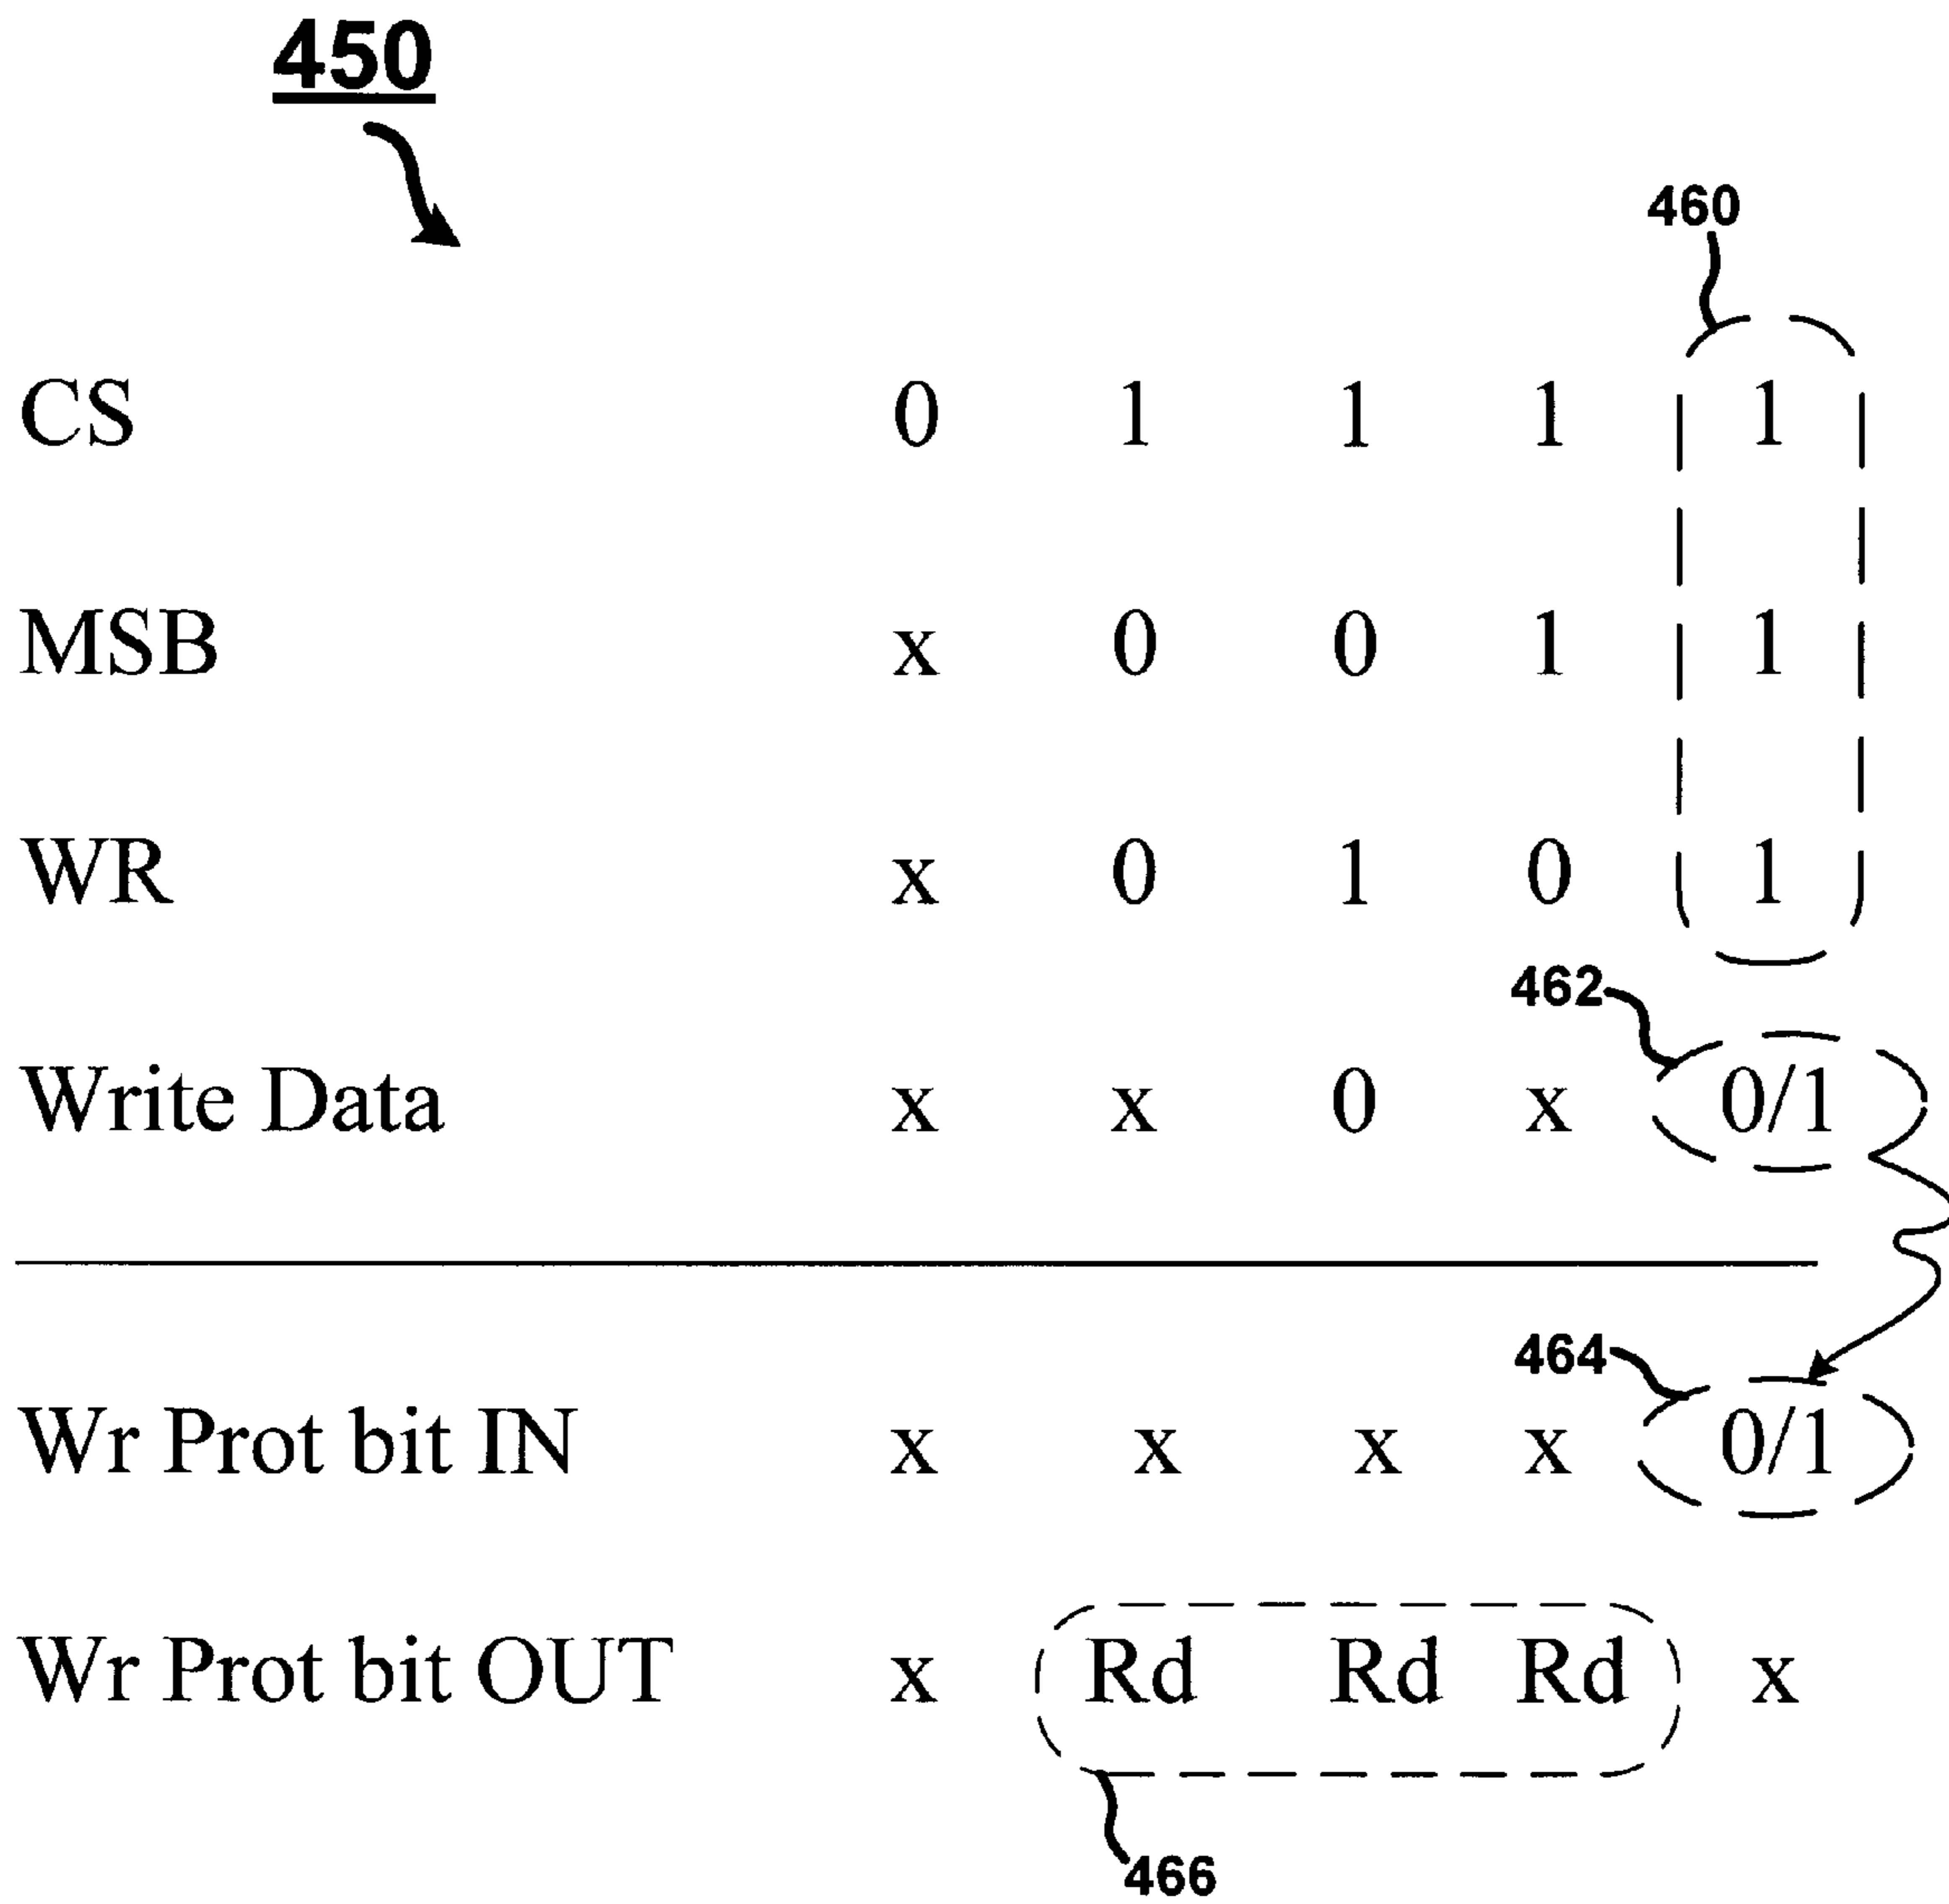 450
460
CS 0 1 1 1 1
MSB x 0 0 1 1
WR x 0 1 0 1
462
Write Data x x 0 x 0/1
464
Wr Prot bit IN x x x x 0/1
Wr Prot bit OUT x Rd Rd Rd x
466